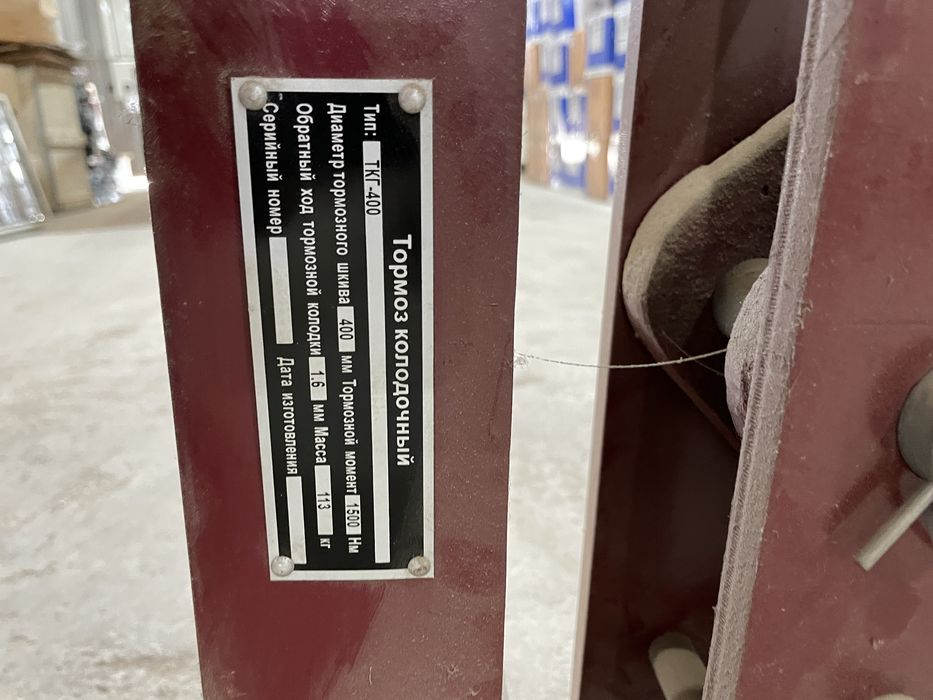 Тормоз колодочный
Тип: ТКГ-400
Диаметр тормозного шкива 400 мм Тормозной момент 1500 Нм
Обратный ход тормозной колодки 1.6 мм Масса 113 кг
Серийный номер Дата изготовления